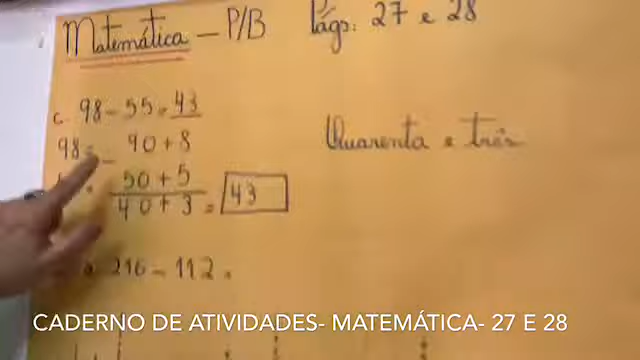 Matemática - P/B Págs: 27 e 28
c. 98 - 55 = 43
98 = 90 + 8 Quarenta e três
50 + 5
40 + 3 = 43
a. 216 - 112 =
CADERNO DE ATIVIDADES- MATEMÁTICA- 27 E 28